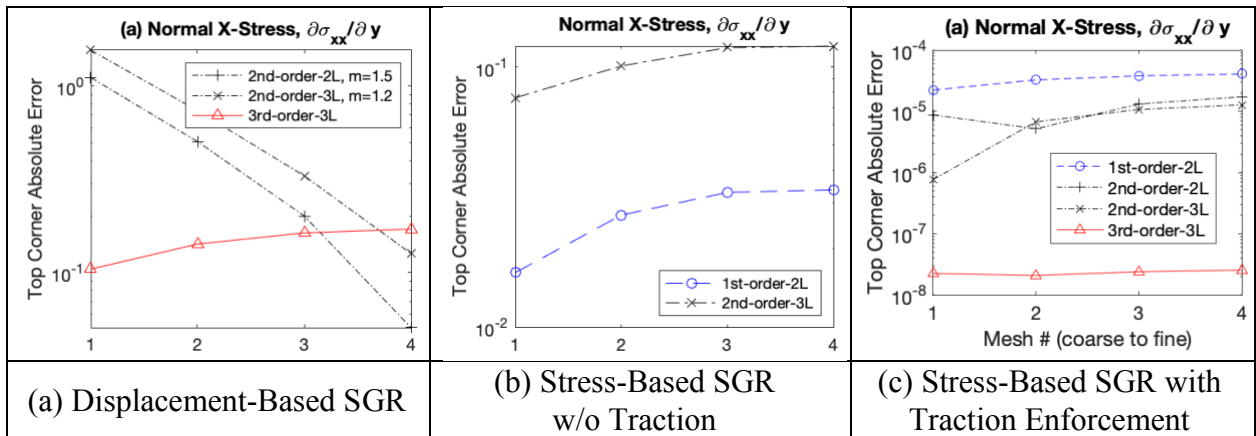 (a) Normal X-Stress, ∂σxx/∂ y
Top Corner Absolute Error
10^0
10^-1
2nd-order-2L, m=1.5
2nd-order-3L, m=1.2
3rd-order-3L
1 2 3 4
(a) Displacement-Based SGR
Normal X-Stress, ∂σxx/∂ y
Top Corner Absolute Error
10^-1
10^-2
1st-order-2L
2nd-order-3L
1 2 3 4
(b) Stress-Based SGR
w/o Traction
(a) Normal X-Stress, ∂σxx/∂ y
Top Corner Absolute Error
10^-4
10^-5
10^-6
10^-7
10^-8
1st-order-2L
2nd-order-2L
2nd-order-3L
3rd-order-3L
1 2 3 4
Mesh # (coarse to fine)
(c) Stress-Based SGR with
Traction Enforcement